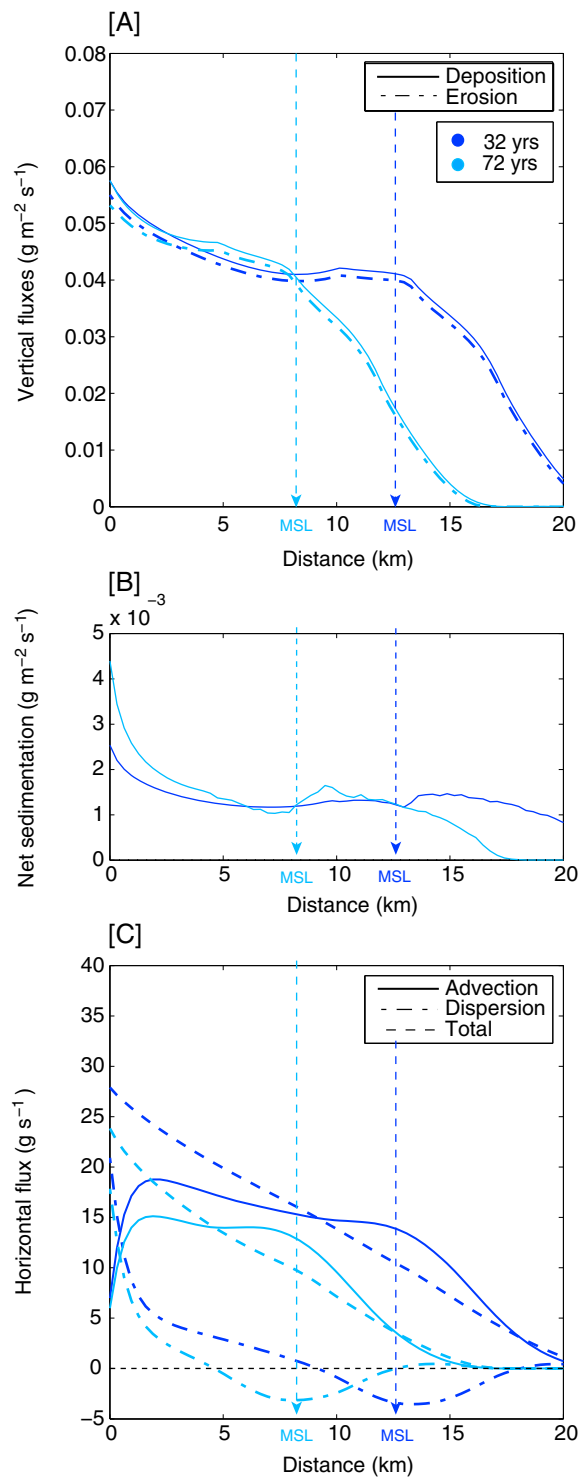 [A]
0.08
0.07
0.06
0.05
0.04
0.03
0.02
0.01
0
Vertical fluxes (g m⁻² s⁻¹)
Deposition
Erosion
32 yrs
72 yrs
0 5 10 15 20
MSL MSL
Distance (km)
[B]
x 10⁻³
5
4
3
2
1
0
Net sedimentation (g m⁻² s⁻¹)
0 5 10 15 20
MSL MSL
Distance (km)
[C]
40
35
30
25
20
15
10
5
0
−5
Horizontal flux (g s⁻¹)
Advection
Dispersion
Total
0 5 10 15 20
MSL MSL
Distance (km)